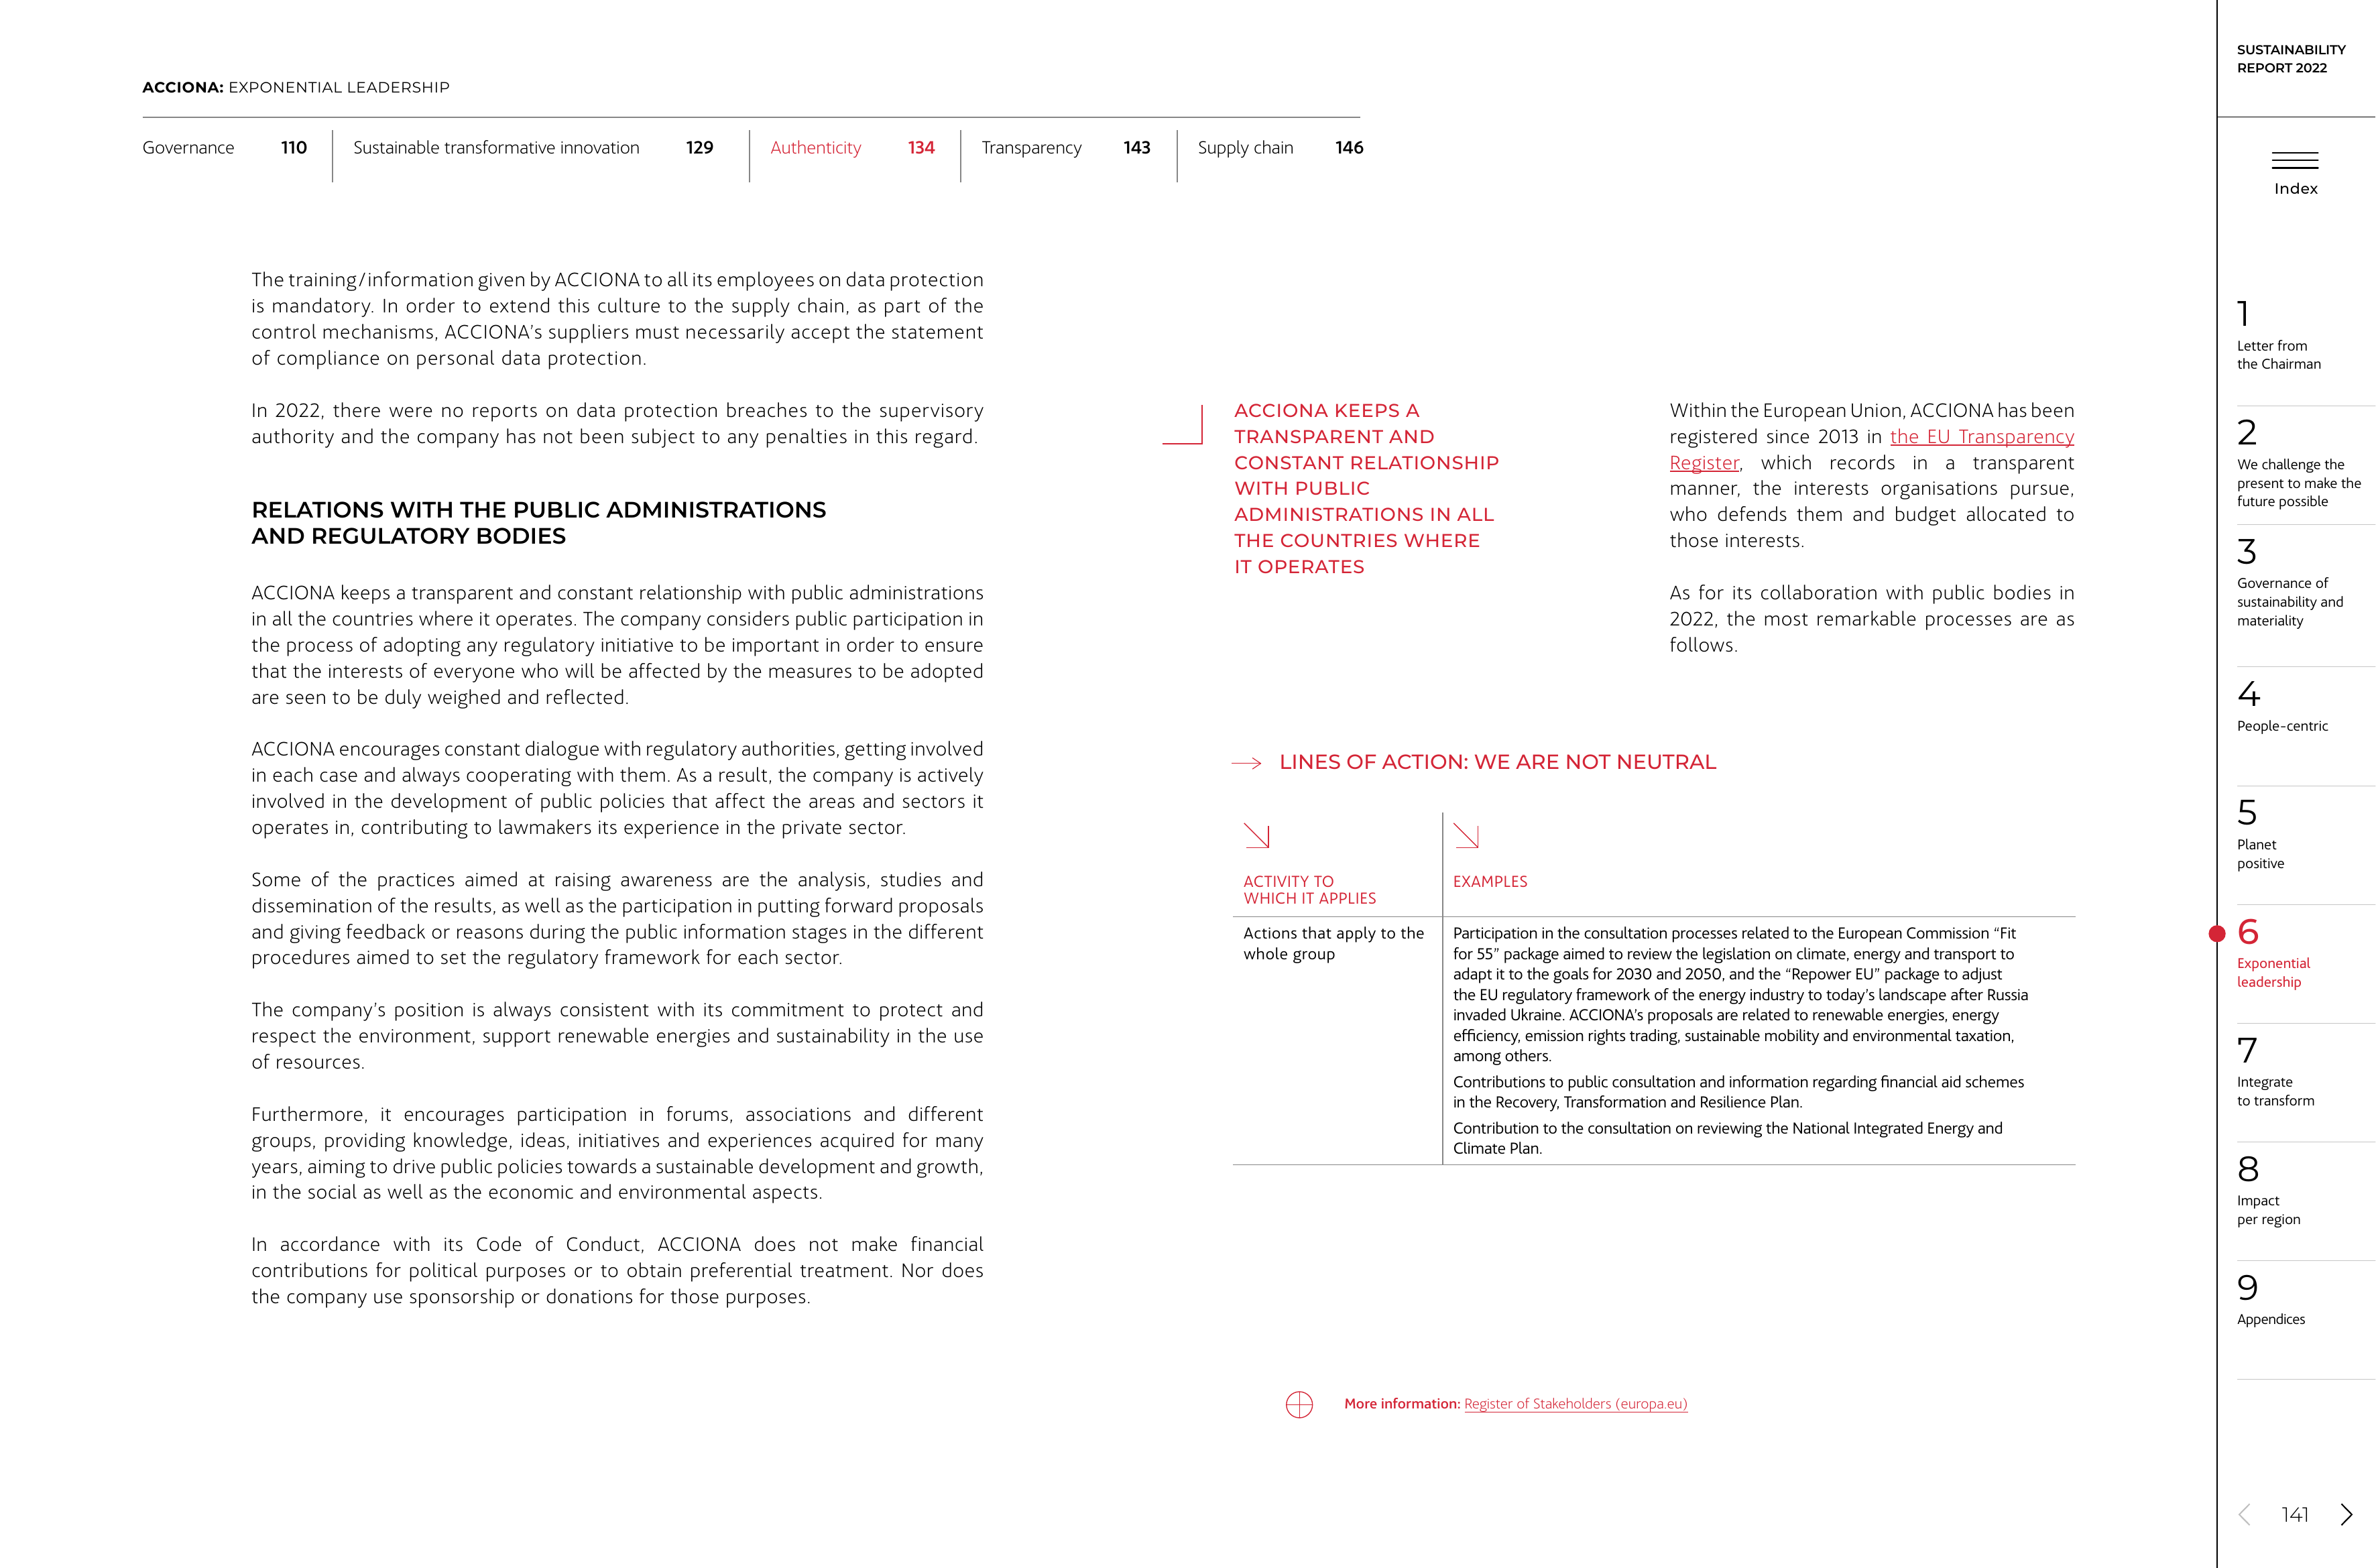 ACCIONA: EXPONENTIAL LEADERSHIP
Governance 110
Sustainable transformative innovation 129
Authenticity 134
Transparency 143
Supply chain 146
The training/information given by ACCIONA to all its employees on data protection
is mandatory. In order to extend this culture to the supply chain, as part of the
control mechanisms, ACCIONA's suppliers must necessarily accept the statement
of compliance on personal data protection.
In 2022, there were no reports on data protection breaches to the supervisory
authority and the company has not been subject to any penalties in this regard.
RELATIONS WITH THE PUBLIC ADMINISTRATIONS
AND REGULATORY BODIES
ACCIONA keeps a transparent and constant relationship with public administrations
in all the countries where it operates. The company considers public participation in
the process of adopting any regulatory initiative to be important in order to ensure
that the interests of everyone who will be affected by the measures to be adopted
are seen to be duly weighed and reflected.
ACCIONA encourages constant dialogue with regulatory authorities, getting involved
in each case and always cooperating with them. As a result, the company is actively
involved in the development of public policies that affect the areas and sectors it
operates in, contributing to lawmakers its experience in the private sector.
Some of the practices aimed at raising awareness are the analysis, studies and
dissemination of the results, as well as the participation in putting forward proposals
and giving feedback or reasons during the public information stages in the different
procedures aimed to set the regulatory framework for each sector.
The company's position is always consistent with its commitment to protect and
respect the environment, support renewable energies and sustainability in the use
of resources.
Furthermore, it encourages participation in forums, associations and different
groups, providing knowledge, ideas, initiatives and experiences acquired for many
years, aiming to drive public policies towards a sustainable development and growth,
in the social as well as the economic and environmental aspects.
In accordance with its Code of Conduct, ACCIONA does not make financial
contributions for political purposes or to obtain preferential treatment. Nor does
the company use sponsorship or donations for those purposes.
ACCIONA KEEPS A
TRANSPARENT AND
CONSTANT RELATIONSHIP
WITH PUBLIC
ADMINISTRATIONS IN ALL
THE COUNTRIES WHERE
IT OPERATES
Within the European Union, ACCIONA has been
registered since 2013 in the EU Transparency
Register, which records in a transparent
manner, the interests organisations pursue,
who defends them and budget allocated to
those interests.
As for its collaboration with public bodies in
2022, the most remarkable processes are as
follows.
LINES OF ACTION: WE ARE NOT NEUTRAL
ACTIVITY TO
WHICH IT APPLIES
EXAMPLES
Actions that apply to the
whole group
Participation in the consultation processes related to the European Commission “Fit
for 55” package aimed to review the legislation on climate, energy and transport to
adapt it to the goals for 2030 and 2050, and the “Repower EU” package to adjust
the EU regulatory framework of the energy industry to today's landscape after Russia
invaded Ukraine. ACCIONA's proposals are related to renewable energies, energy
efficiency, emission rights trading, sustainable mobility and environmental taxation,
among others.
Contributions to public consultation and information regarding financial aid schemes
in the Recovery, Transformation and Resilience Plan.
Contribution to the consultation on reviewing the National Integrated Energy and
Climate Plan.
More information: Register of Stakeholders (europa.eu)
SUSTAINABILITY
REPORT 2022
Index
1
Letter from
the Chairman
2
We challenge the
present to make the
future possible
3
Governance of
sustainability and
materiality
4
People-centric
5
Planet
positive
6
Exponential
leadership
7
Integrate
to transform
8
Impact
per region
9
Appendices
141